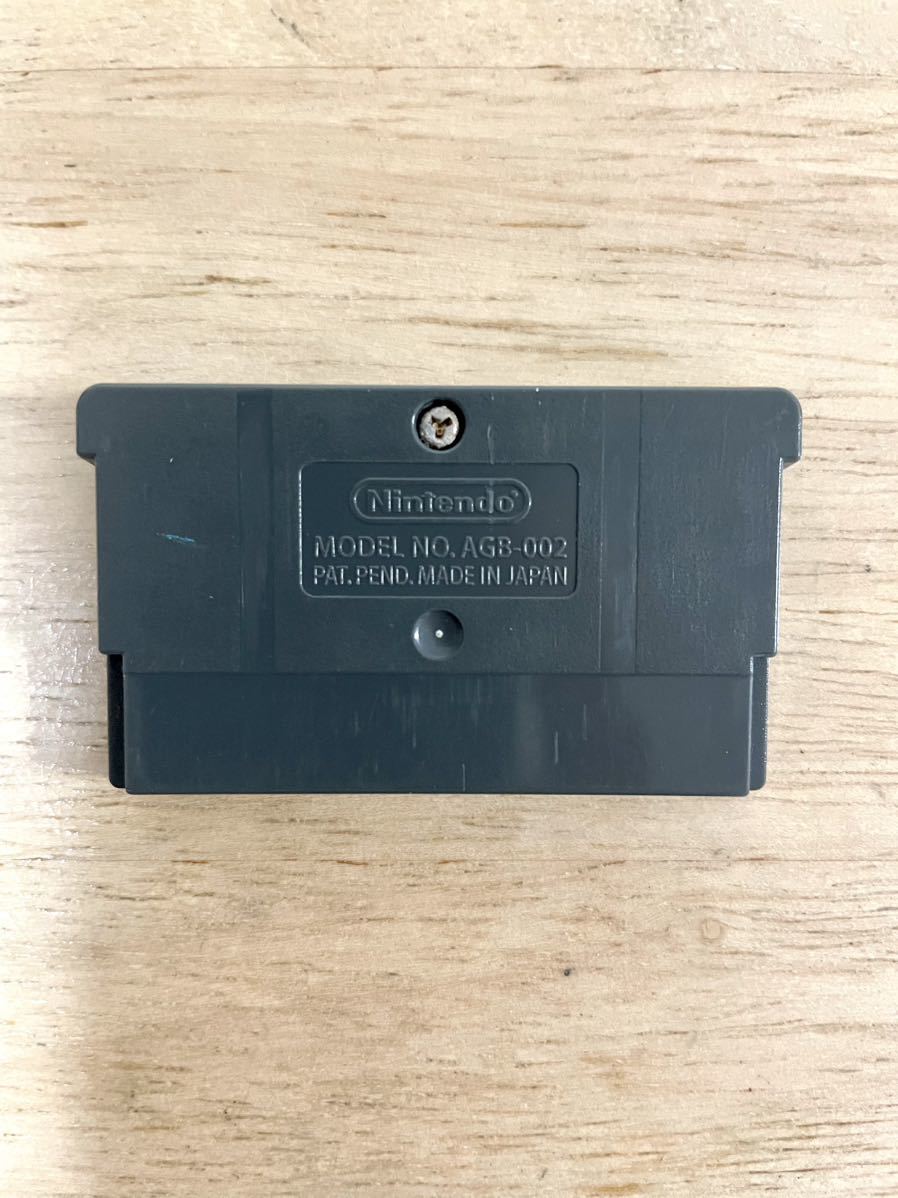 Nintendo®
MODEL NO. AGB-002
PAT. PEND. MADE IN JAPAN